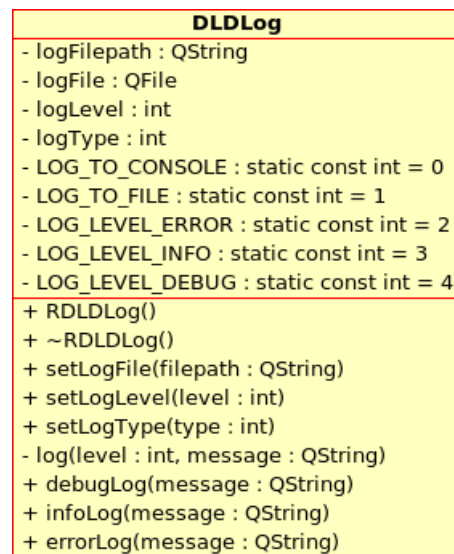 DLDLog
- logFilepath : QString
- logFile : QFile
- logLevel : int
- logType : int
- LOG_TO_CONSOLE : static const int = 0
- LOG_TO_FILE : static const int = 1
- LOG_LEVEL_ERROR : static const int = 2
- LOG_LEVEL_INFO : static const int = 3
- LOG_LEVEL_DEBUG : static const int = 4
+ RDLDLog()
+ ~RDLDLog()
+ setLogFile(filepath : QString)
+ setLogLevel(level : int)
+ setLogType(type : int)
- log(level : int, message : QString)
+ debugLog(message : QString)
+ infoLog(message : QString)
+ errorLog(message : QString)